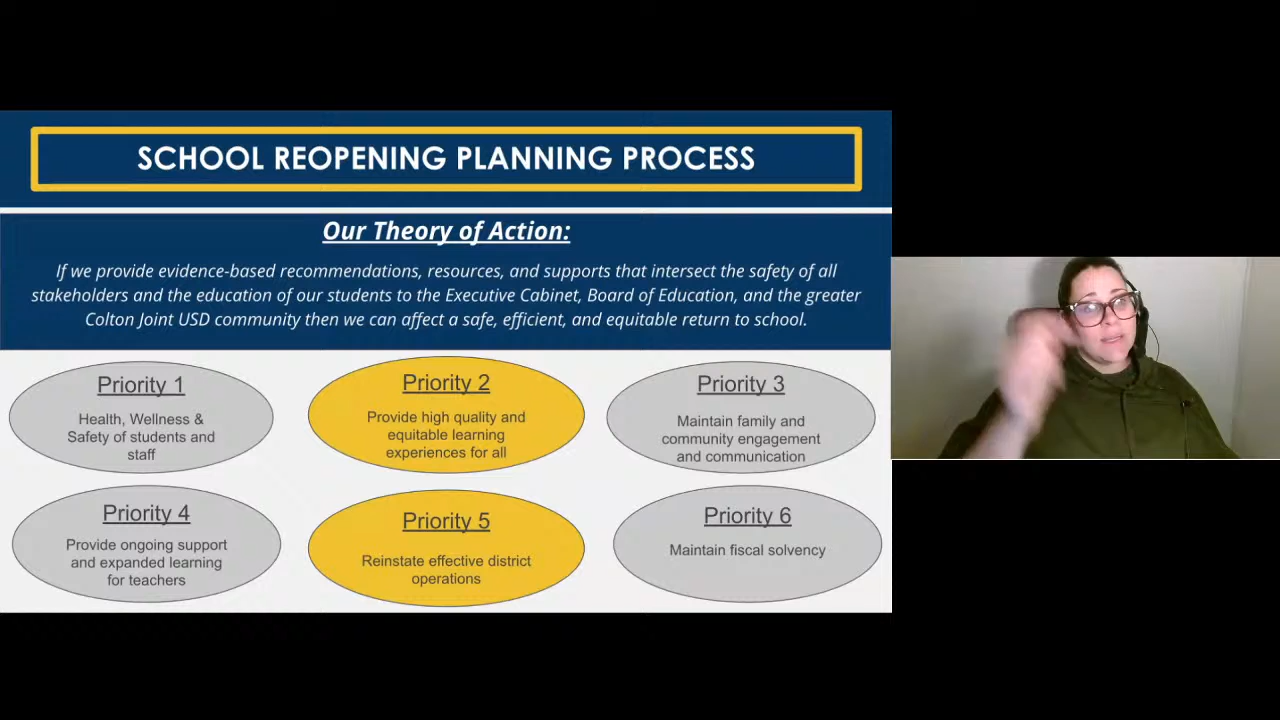 SCHOOL REOPENING PLANNING PROCESS
Our Theory of Action:
If we provide evidence-based recommendations, resources, and supports that intersect the safety of all
stakeholders and the education of our students to the Executive Cabinet, Board of Education, and the greater
Colton Joint USD community then we can affect a safe, efficient, and equitable return to school.
Priority 1
Health, Wellness &
Safety of students and
staff
Priority 2
Provide high quality and
equitable learning
experiences for all
Priority 3
Maintain family and
community engagement
and communication
Priority 4
Provide ongoing support
and expanded learning
for teachers
Priority 5
Reinstate effective district
operations
Priority 6
Maintain fiscal solvency